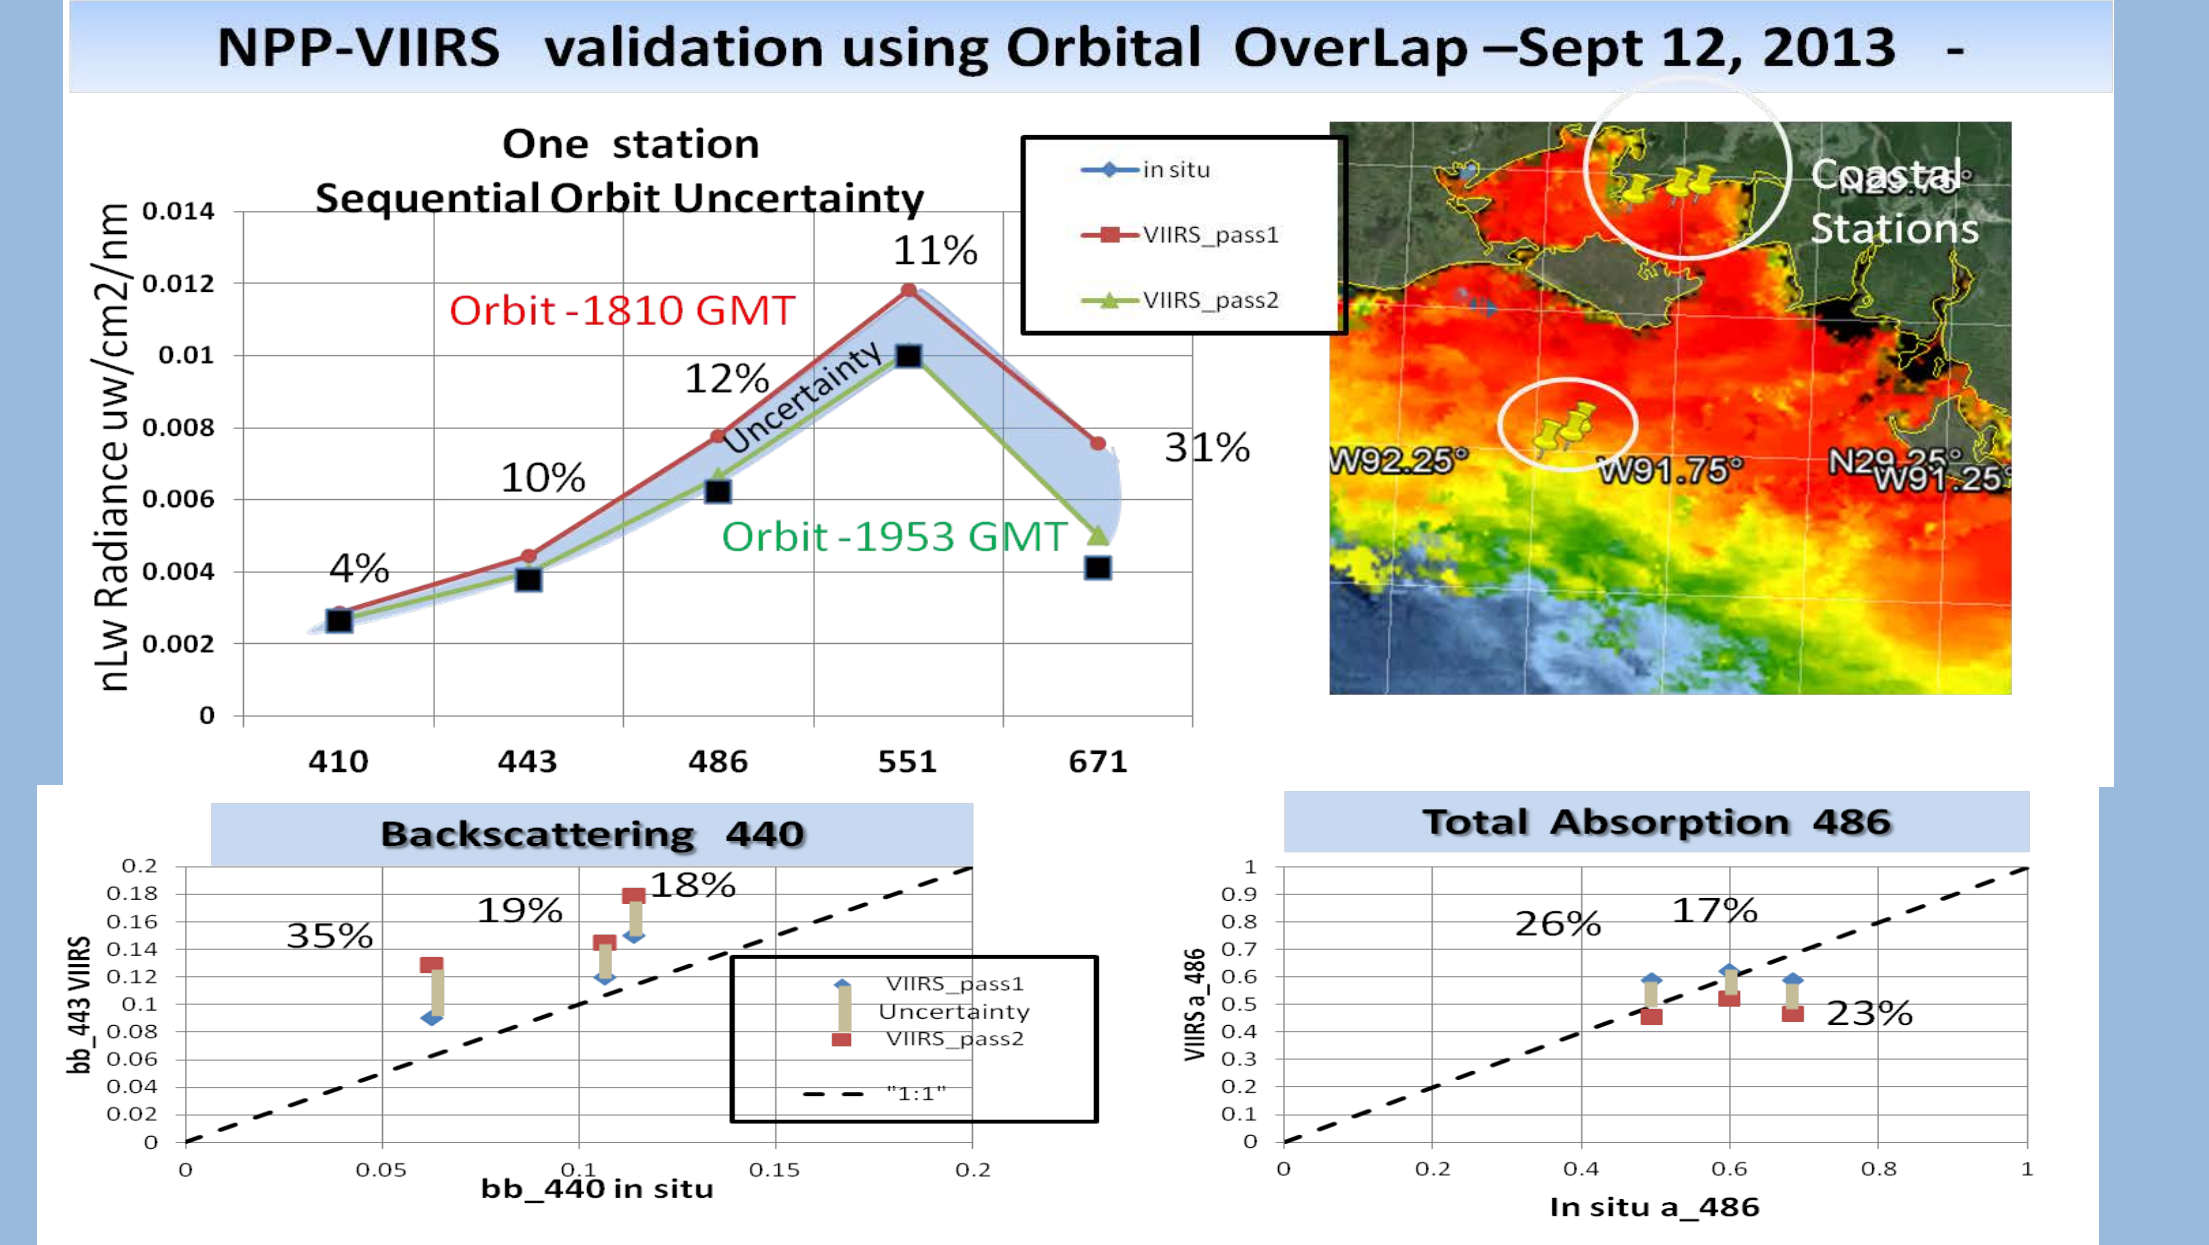 NPP-VIIRS validation using Orbital OverLap –Sept 12, 2013 -
One station
Sequential Orbit Uncertainty
nLw Radiance uw/cm2/nm
0.014
0.012
0.01
0.008
0.006
0.004
0.002
0
410 443 486 551 671
4%
10%
12%
11%
31%
Orbit -1810 GMT
Uncertainty
Orbit -1953 GMT
in situ
VIIRS_pass1
VIIRS_pass2
Coastal
Stations
N29.75°
W92.25°
W91.75°
N29.25°
W91.25°
Backscattering 440
bb_443 VIIRS
0.2
0.18
0.16
0.14
0.12
0.1
0.08
0.06
0.04
0.02
0
0 0.05 0.1 0.15 0.2
bb_440 in situ
35%
19%
18%
VIIRS_pass1
Uncertainty
VIIRS_pass2
"1:1"
Total Absorption 486
VIIRS a_486
1
0.9
0.8
0.7
0.6
0.5
0.4
0.3
0.2
0.1
0
0 0.2 0.4 0.6 0.8 1
In situ a_486
26%
17%
23%